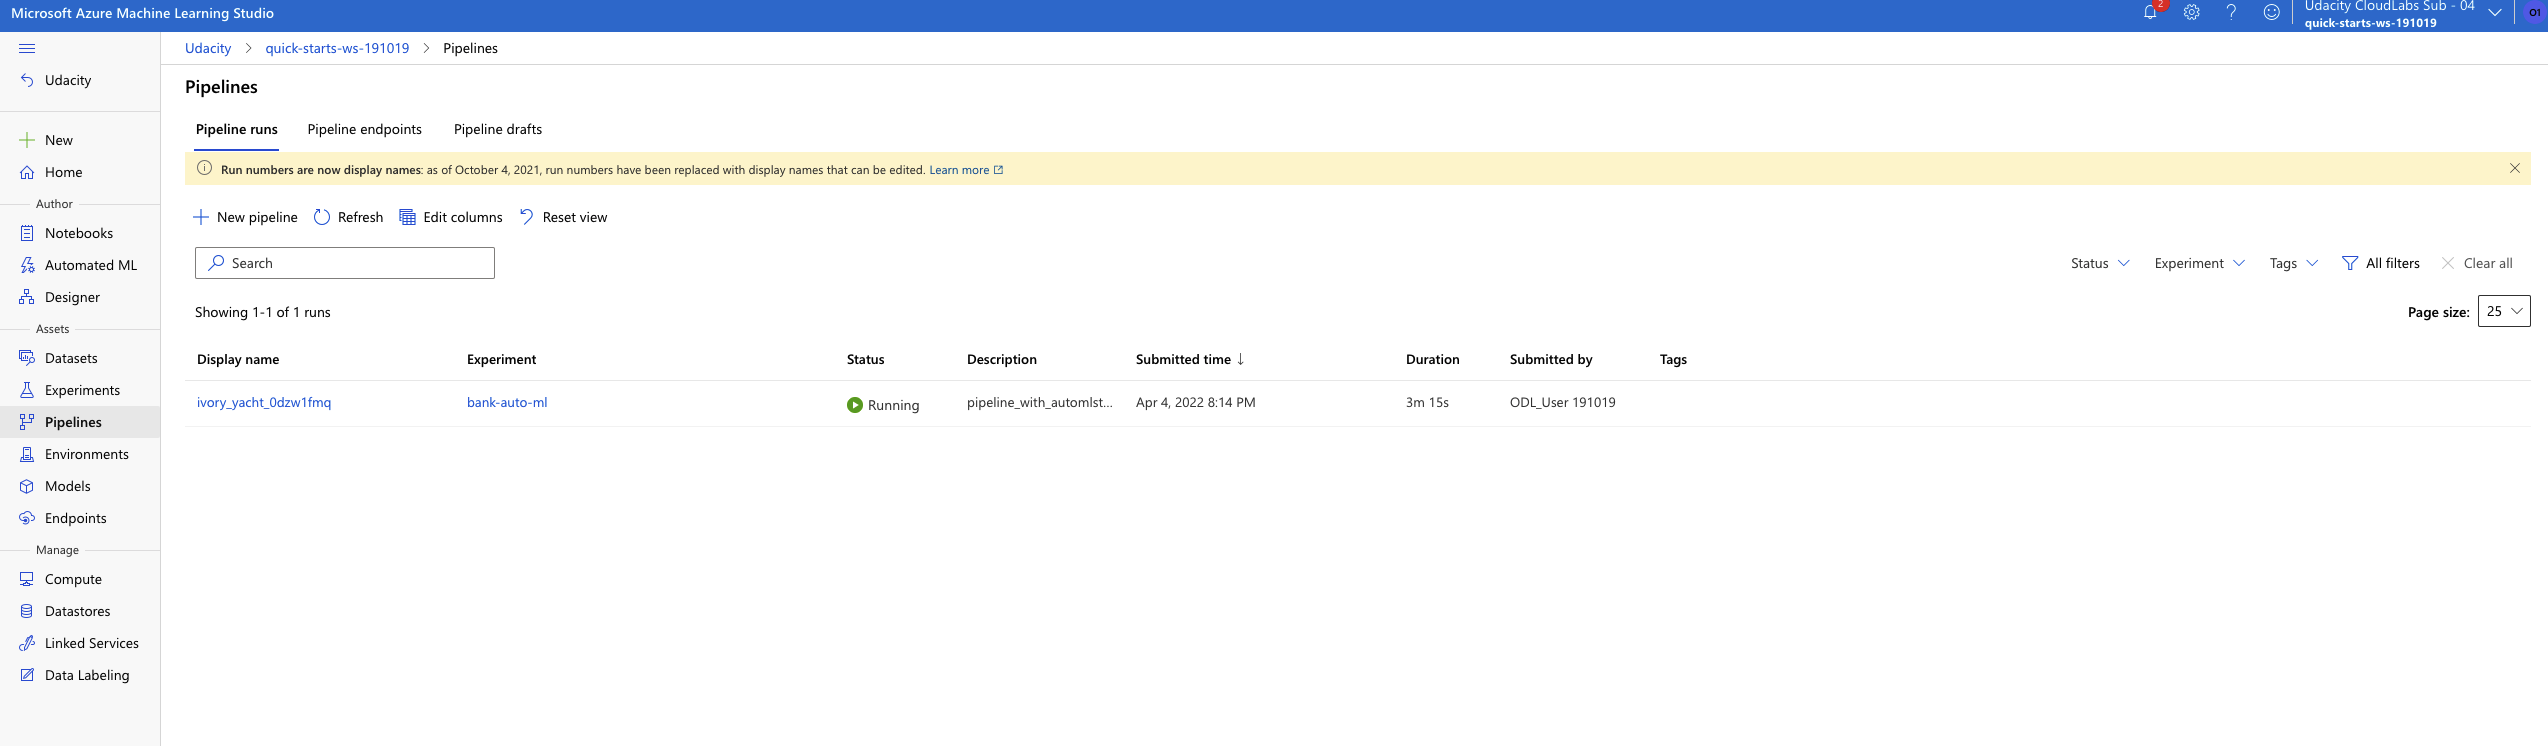 Microsoft Azure Machine Learning Studio
2
Udacity CloudLabs Sub - 04
quick-starts-ws-191019
O1
Udacity
New
Home
Author
Notebooks
Automated ML
Designer
Assets
Datasets
Experiments
Pipelines
Environments
Models
Endpoints
Manage
Compute
Datastores
Linked Services
Data Labeling
Udacity > quick-starts-ws-191019 > Pipelines
Pipelines
Pipeline runs Pipeline endpoints Pipeline drafts
Run numbers are now display names: as of October 4, 2021, run numbers have been replaced with display names that can be edited. Learn more
New pipeline Refresh Edit columns Reset view
Search
Status Experiment Tags All filters Clear all
Showing 1-1 of 1 runs
Page size: 25
Display name Experiment Status Description Submitted time ↓ Duration Submitted by Tags
ivory_yacht_0dzw1fmq bank-auto-ml Running pipeline_with_automlst... Apr 4, 2022 8:14 PM 3m 15s ODL_User 191019